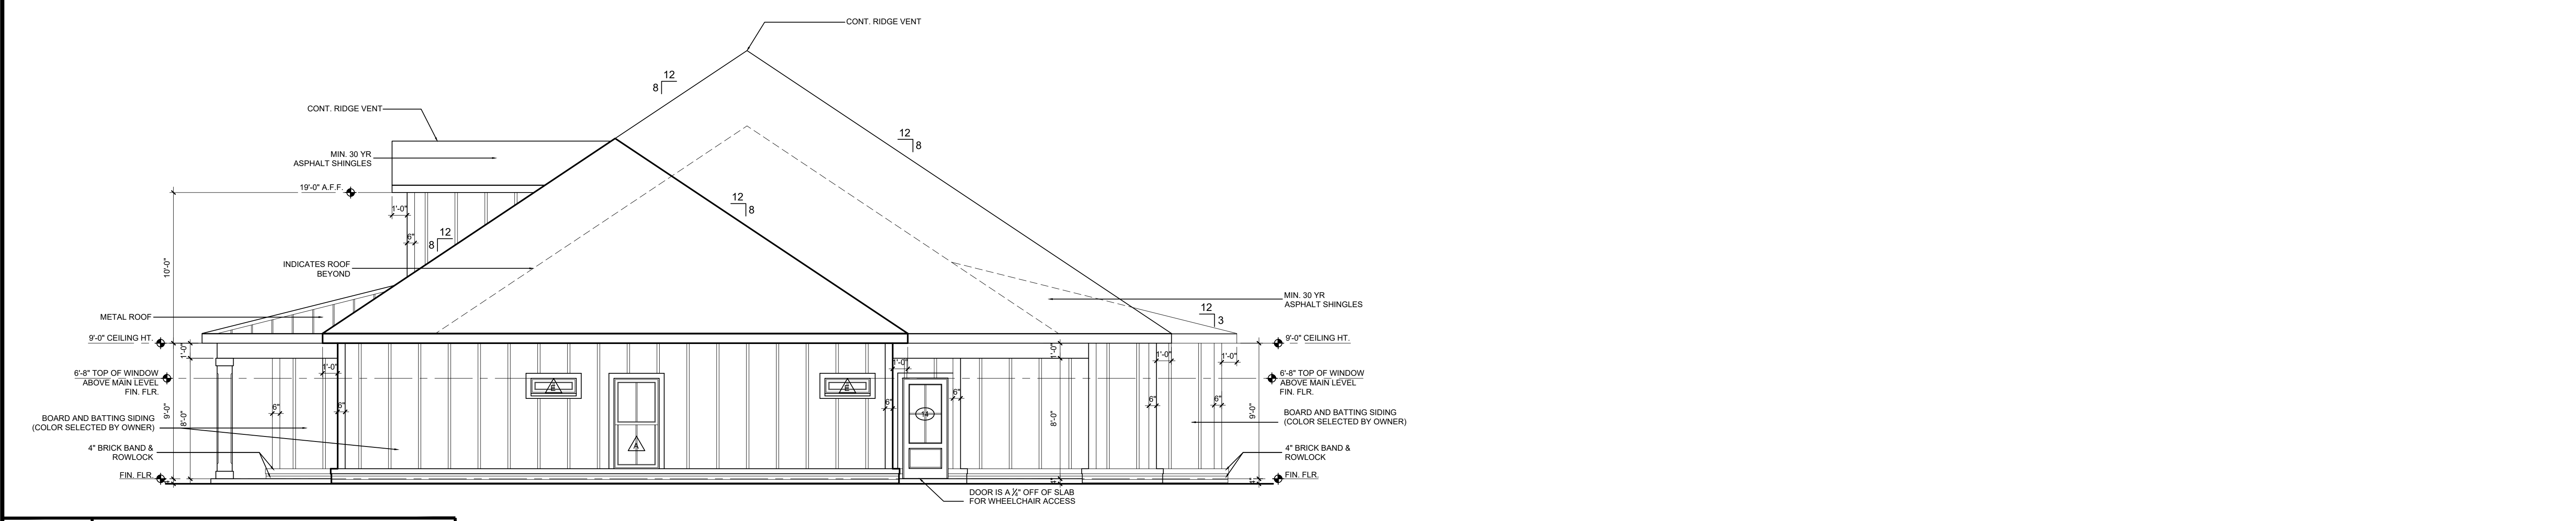 CONT. RIDGE VENT
12
8
CONT. RIDGE VENT
12
8
MIN. 30 YR
ASPHALT SHINGLES
19'-0" A.F.F.
1'-0"
12
8
6"
12
8
INDICATES ROOF
BEYOND
10'-0"
MIN. 30 YR
ASPHALT SHINGLES
METAL ROOF
12
3
9'-0" CEILING HT.
9'-0" CEILING HT.
1'-0"
1'-0"
1'-0"
1'-0"
1'-0"
1'-0"
6'-8" TOP OF WINDOW
ABOVE MAIN LEVEL
FIN. FLR.
E
E
6'-8" TOP OF WINDOW
ABOVE MAIN LEVEL
FIN. FLR.
6"
6"
6"
6"
6"
6"
9'-0"
8'-0"
14
8'-0"
9'-0"
BOARD AND BATTING SIDING
(COLOR SELECTED BY OWNER)
BOARD AND BATTING SIDING
(COLOR SELECTED BY OWNER)
A
4" BRICK BAND &
ROWLOCK
4" BRICK BAND &
ROWLOCK
FIN. FLR.
FIN. FLR.
4"
4"
DOOR IS A ⅛" OFF OF SLAB
FOR WHEELCHAIR ACCESS